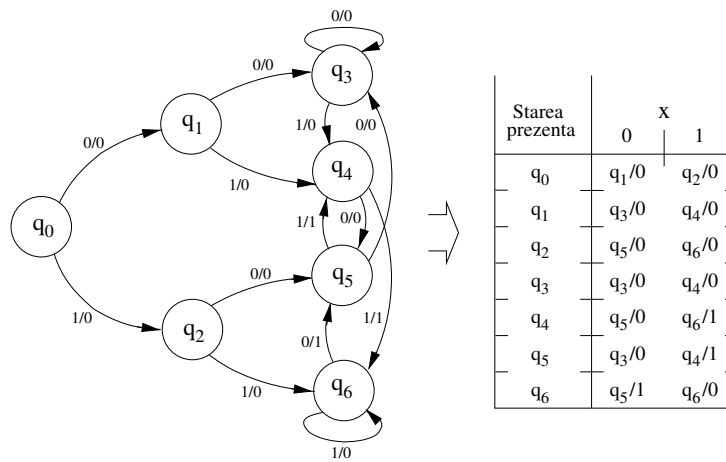 0/0
q3
0/0
0/0
q1
1/0
0/0
Starea prezenta
x
0 1
q4
0/0
1/0
q0 q1/0 q2/0
q1 q3/0 q4/0
q0
1/1
0/0
q2 q5/0 q6/0
q5
0/0
q3 q3/0 q4/0
1/0
q2
0/1
1/1
q4 q5/0 q6/1
q5 q3/0 q4/1
1/0
q6
q6 q5/1 q6/0
1/0